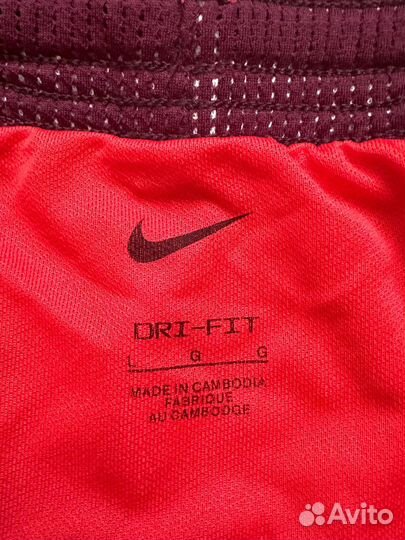 DRI-FIT
L G G
MADE IN CAMBODIA
FABRIQUE
AU CAMBODGE
Avito